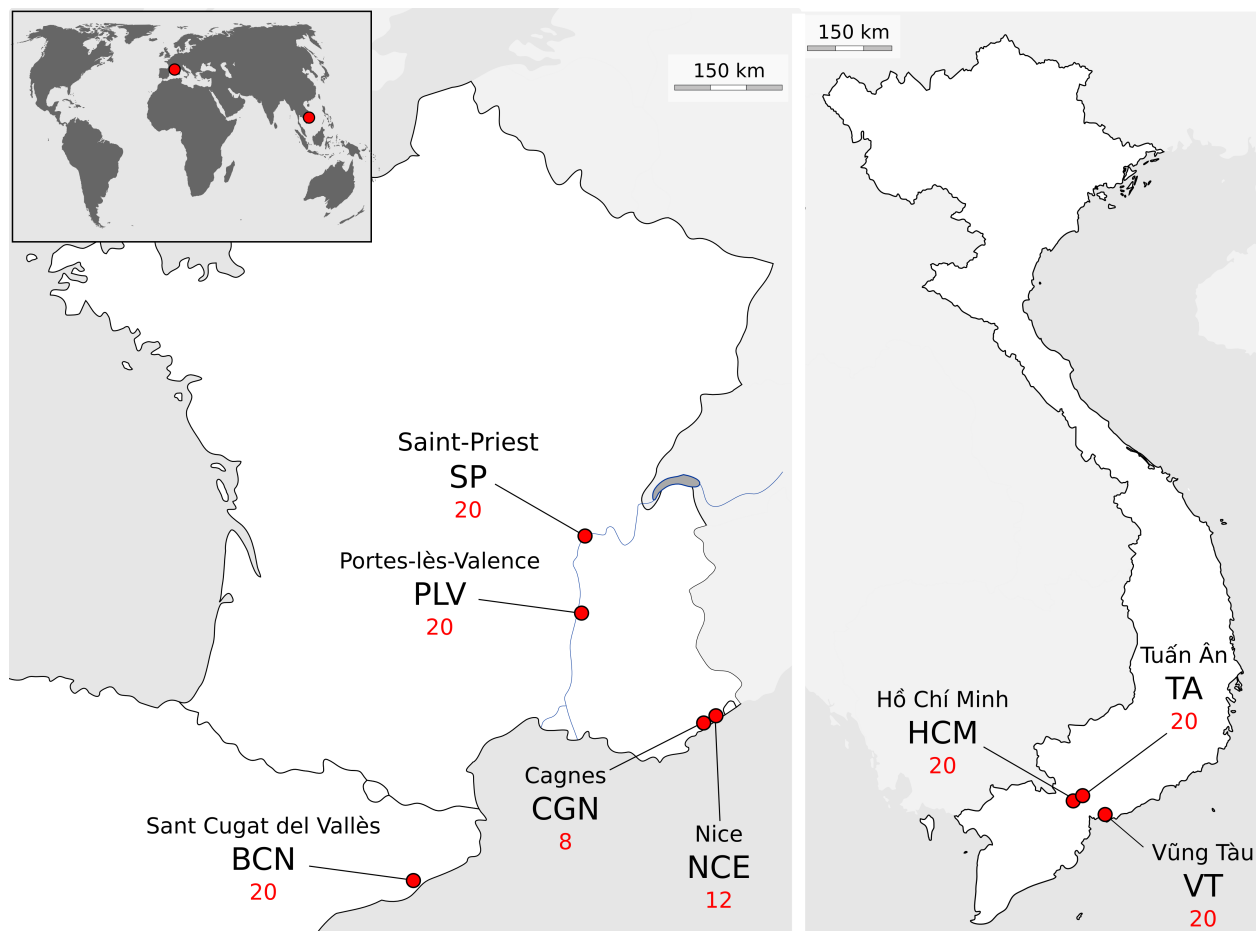 150 km
Saint-Priest
SP
20
Portes-lès-Valence
PLV
20
Cagnes
CGN
8
Nice
NCE
12
Sant Cugat del Vallès
BCN
20
150 km
Tuấn Ân
TA
20
Hồ Chí Minh
HCM
20
Vũng Tàu
VT
20